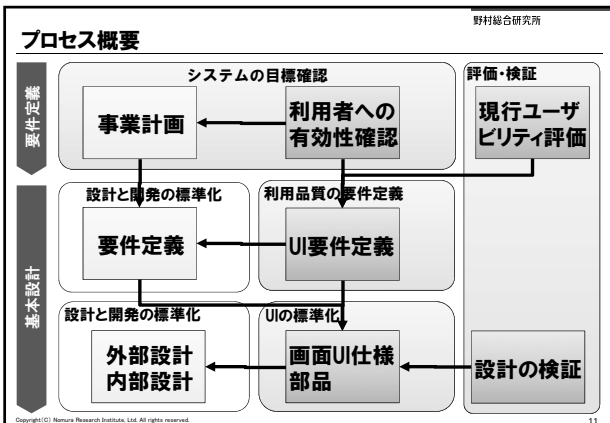 野村総合研究所
プロセス概要
要件定義
システムの目標確認
評価・検証
事業計画
利用者への
有効性確認
現行ユーザ
ビリティ評価
基本設計
設計と開発の標準化
利用品質の要件定義
要件定義
UI要件定義
設計と開発の標準化
UIの標準化
外部設計
内部設計
画面UI仕様
部品
設計の検証
Copyright(C) Nomura Research Institute, Ltd. All rights reserved.
11